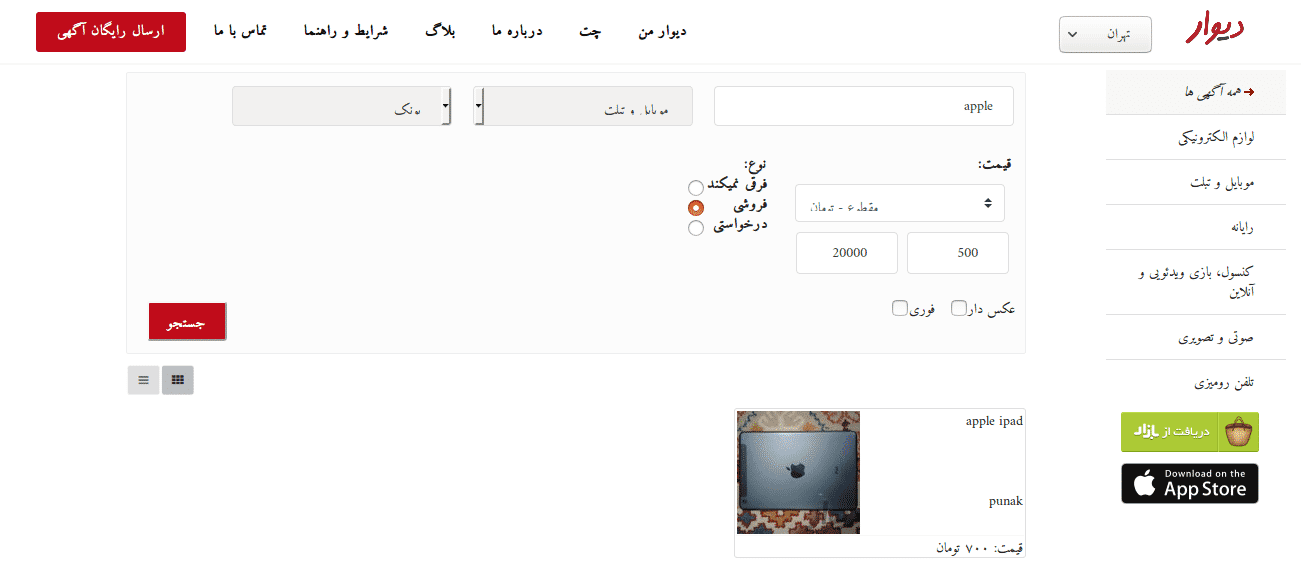 دیوار
تهران
دیوار من
چت
درباره ما
بلاگ
شرایط و راهنما
تماس با ما
ارسال رایگان آگهی
همه آگهی ها
لوازم الکترونیکی
موبایل و تبلت
رایانه
کنسول، بازی ویدئویی و
آنلاین
صوتی و تصویری
تلفن رومیزی
دریافت از بازار
Download on the
App Store
apple
موبایل و تبلت
پونک
قیمت:
مقطوع - تومان
500
20000
نوع:
فرقی نمیکند
فروشی
درخواستی
عکس دار
فوری
جستجو
apple ipad
punak
قیمت: ۷۰۰ تومان